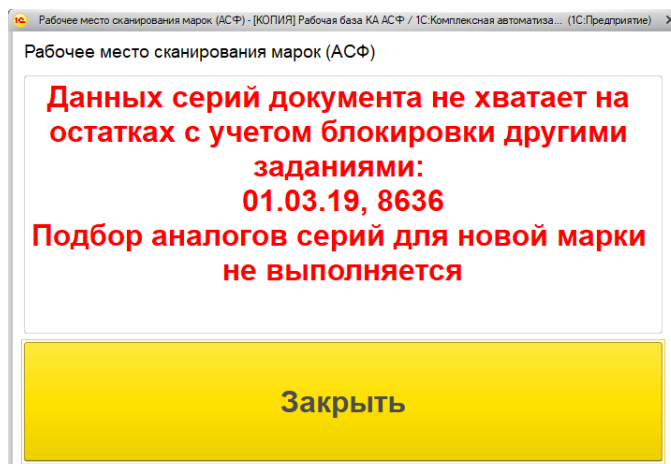 Рабочее место сканирования марок (АСФ) - [КОПИЯ] Рабочая база КА АСФ / 1С:Комплексная автоматиза... (1С:Предприятие)
Рабочее место сканирования марок (АСФ)
Данных серий документа не хватает на
остатках с учетом блокировки другими
заданиями:
01.03.19, 8636
Подбор аналогов серий для новой марки
не выполняется
Закрыть